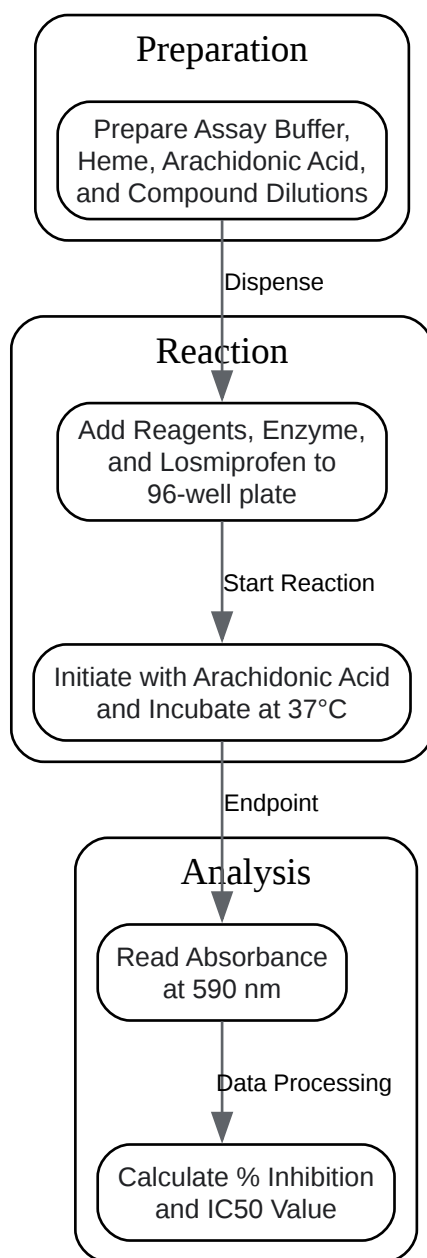 Preparation
Prepare Assay Buffer,
Heme, Arachidonic Acid,
and Compound Dilutions
Dispense
Reaction
Add Reagents, Enzyme,
and Losmiprofen to
96-well plate
Start Reaction
Initiate with Arachidonic Acid
and Incubate at 37°C
Endpoint
Analysis
Read Absorbance
at 590 nm
Data Processing
Calculate % Inhibition
and IC50 Value